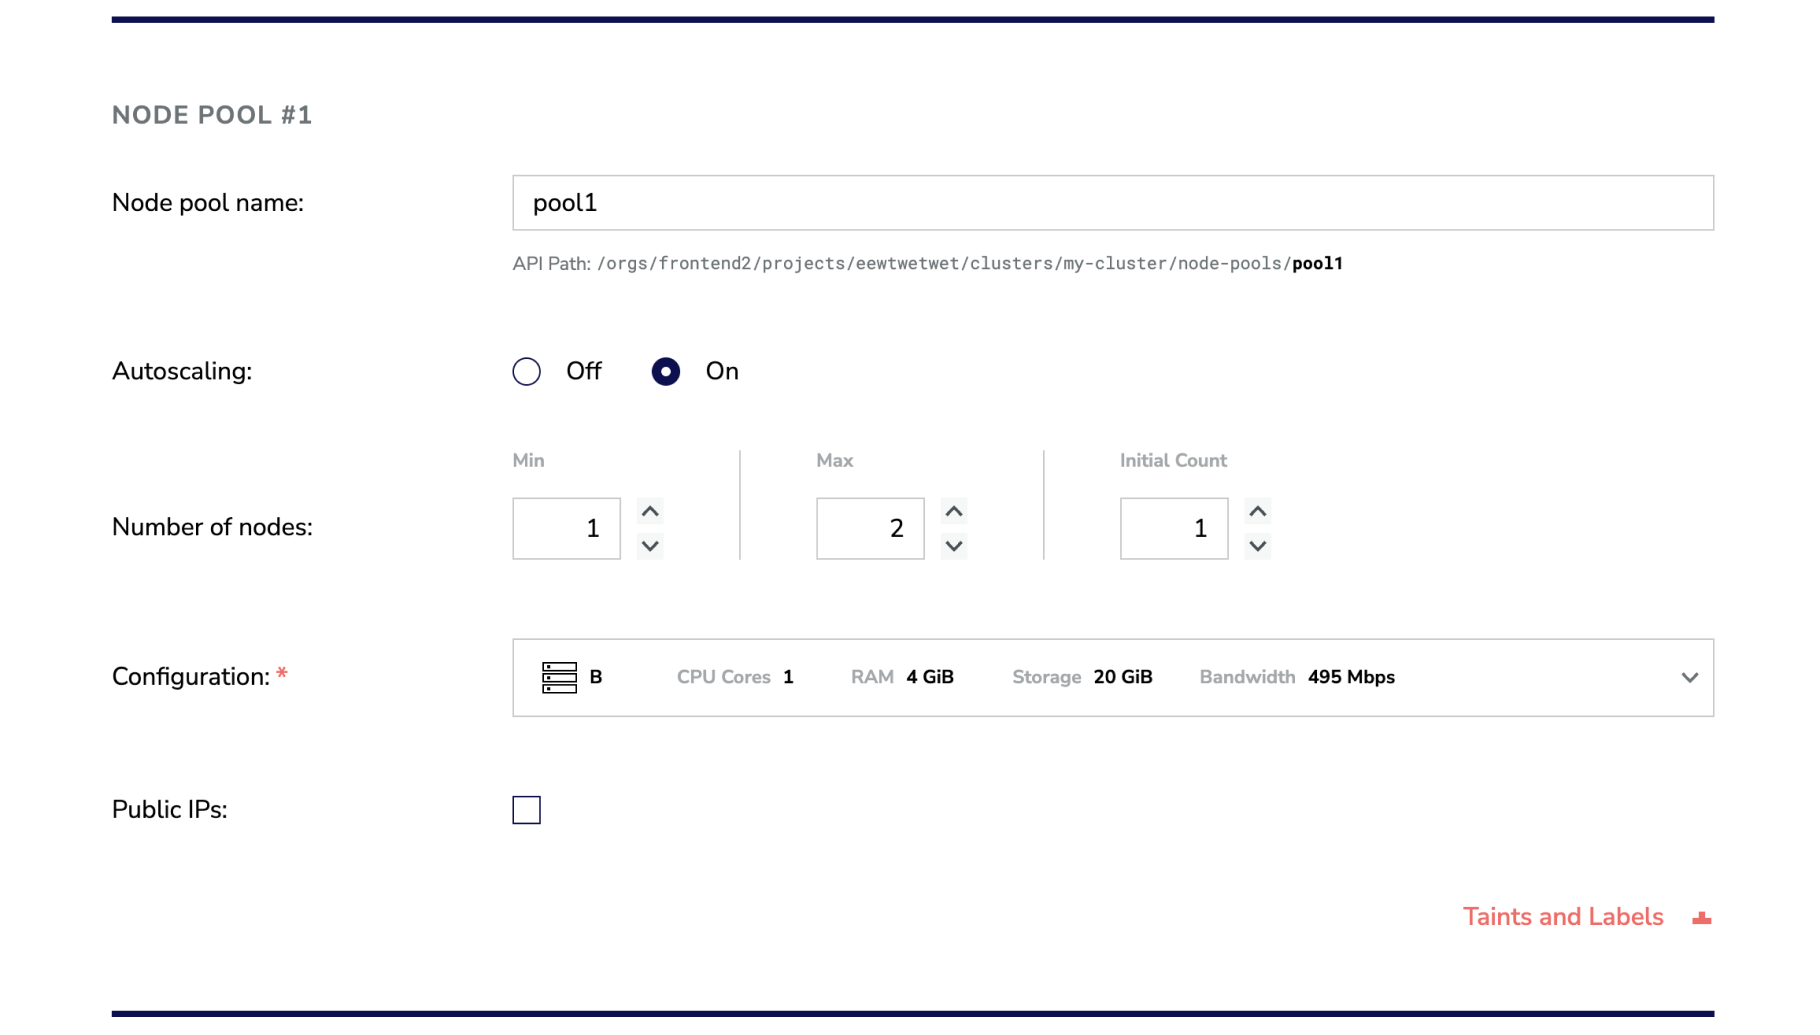 NODE POOL #1
Node pool name:
pool1
API Path: /orgs/frontend2/projects/eewtwetwet/clusters/my-cluster/node-pools/pool1
Autoscaling:
Off On
Min Max Initial Count
Number of nodes:
1 2 1
Configuration: *
B CPU Cores 1 RAM 4 GiB Storage 20 GiB Bandwidth 495 Mbps
Public IPs:
Taints and Labels